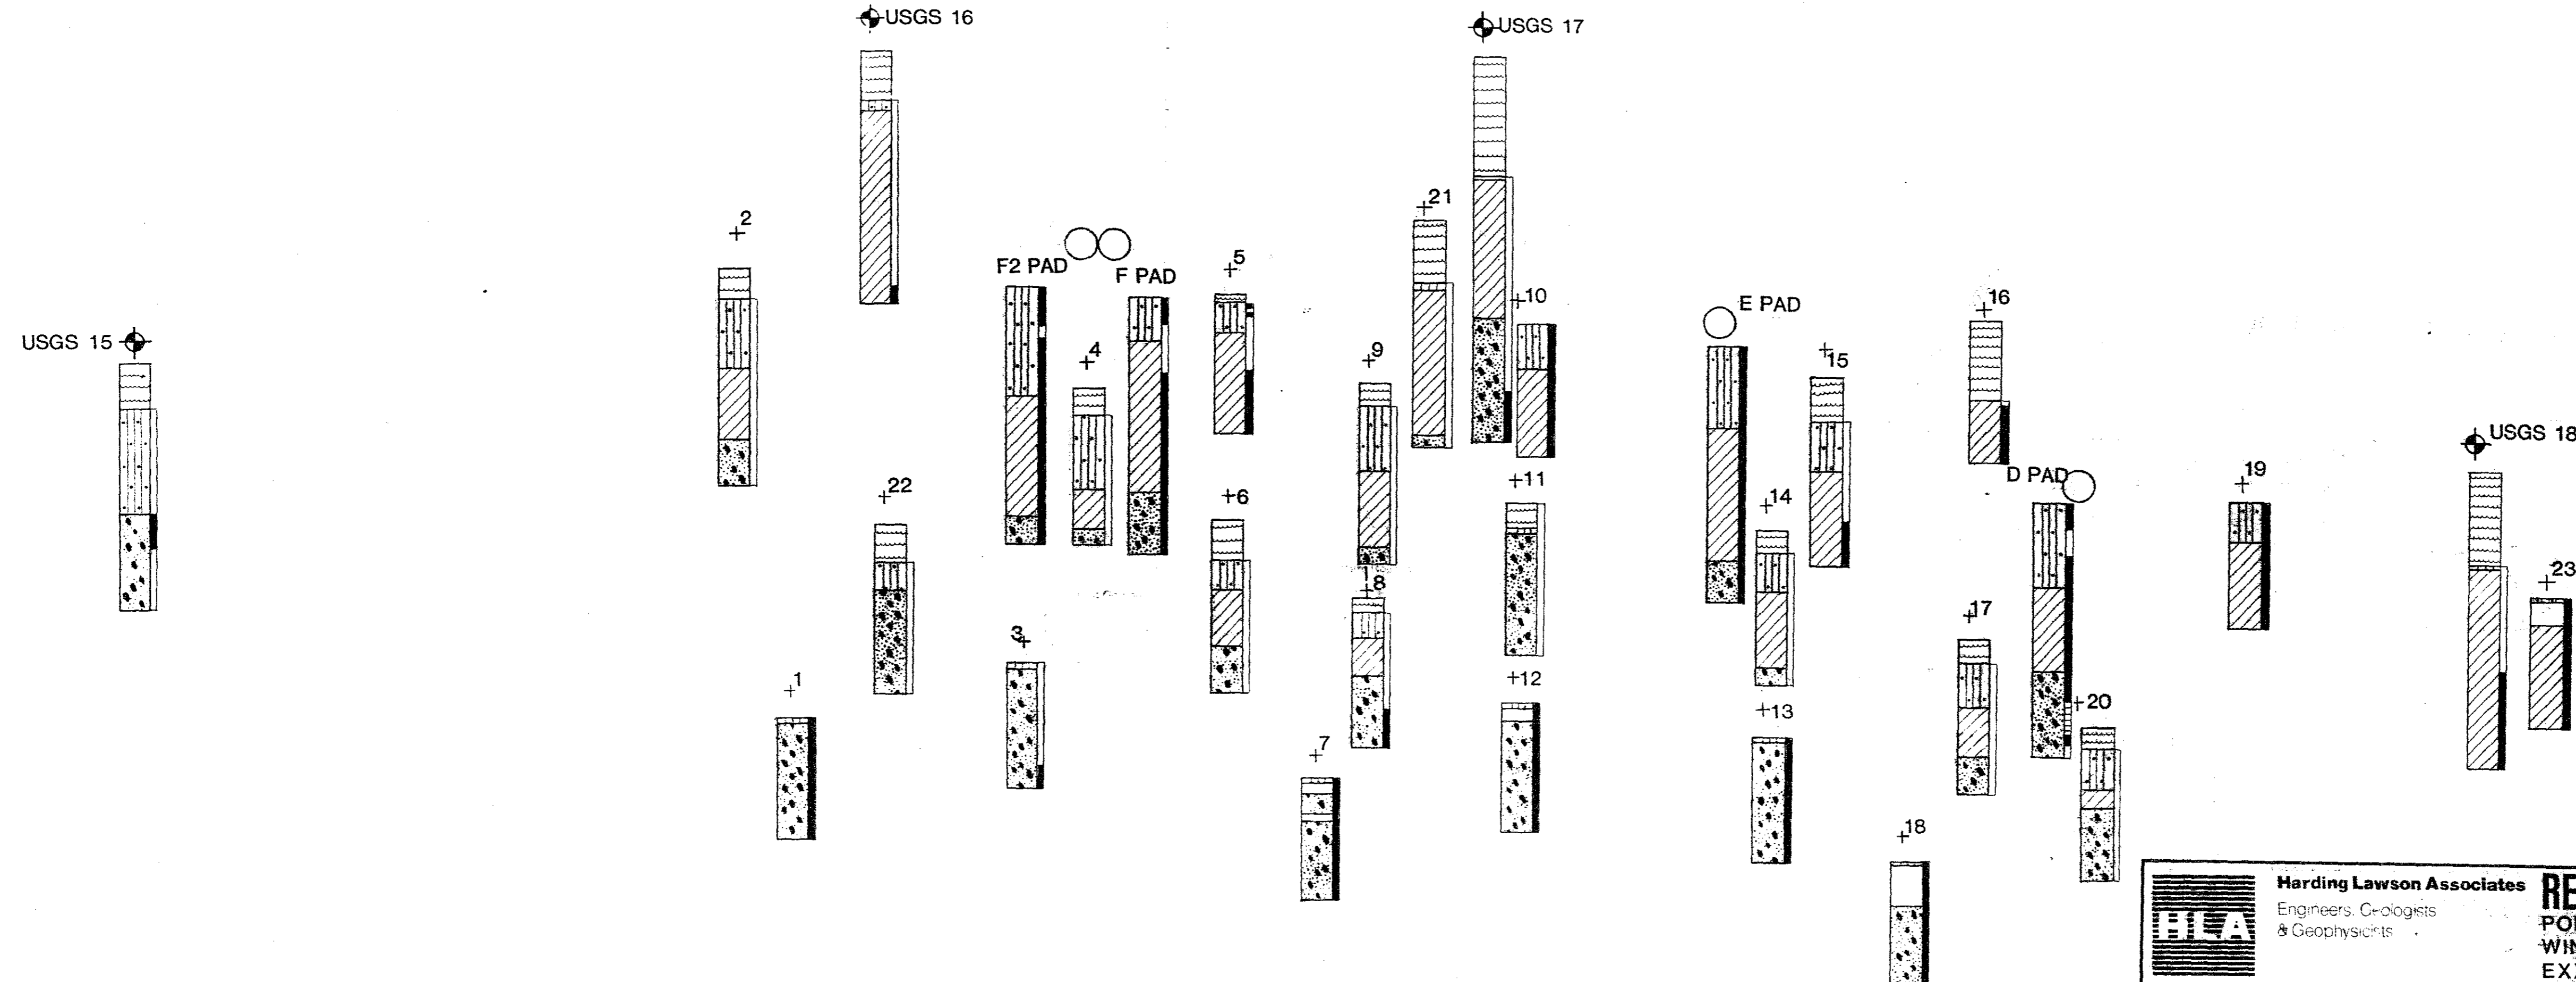 USGS 16
USGS 17
2
21
5
F2 PAD
F PAD
10
16
E PAD
USGS 15
4
9
15
USGS 18
D PAD
19
22
6
11
14
8
23
17
3
1
12
20
13
7
18
HLA
Harding Lawson Associates
Engineers, Geologists
& Geophysicists